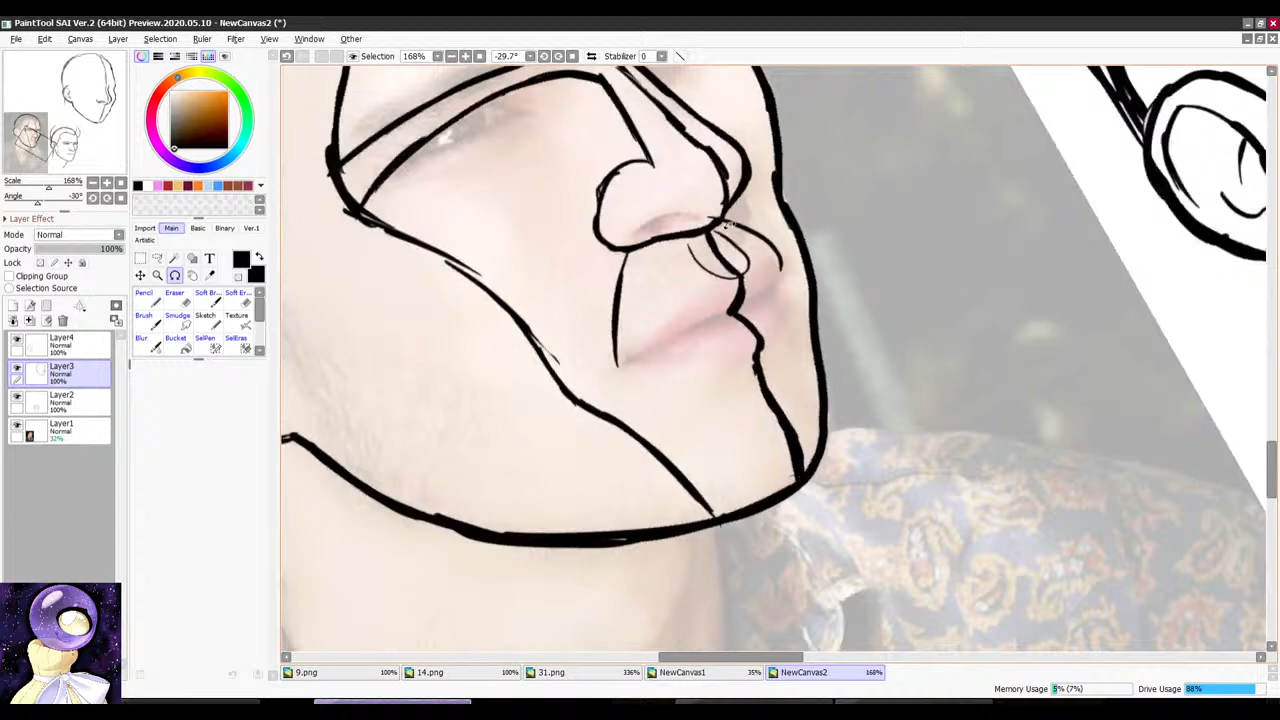 PaintTool SAI Ver.2 (64bit) Preview.2020.05.10 - NewCanvas2 (*)
File Edit Canvas Layer Selection Ruler Filter View Window Other
Selection 168% -29.7° Stabilizer 0
Scale
168%
Angle
-30°
Layer Effect
Mode Normal
Opacity 100%
Lock
Clipping Group
Selection Source
Layer4
Normal
100%
Layer3
Normal
100%
Layer2
Normal
100%
Layer1
Normal
32%
Import Main Basic Binary Ver.1
Artistic
T
Pencil Eraser Soft Br... Soft Er...
Brush Smudge Sketch Texture
Blur Bucket SelPen SelEras
9.png 100% 14.png 100% 31.png 336% NewCanvas1 35% NewCanvas2 168%
Memory Usage 5% (7%) Drive Usage 88%